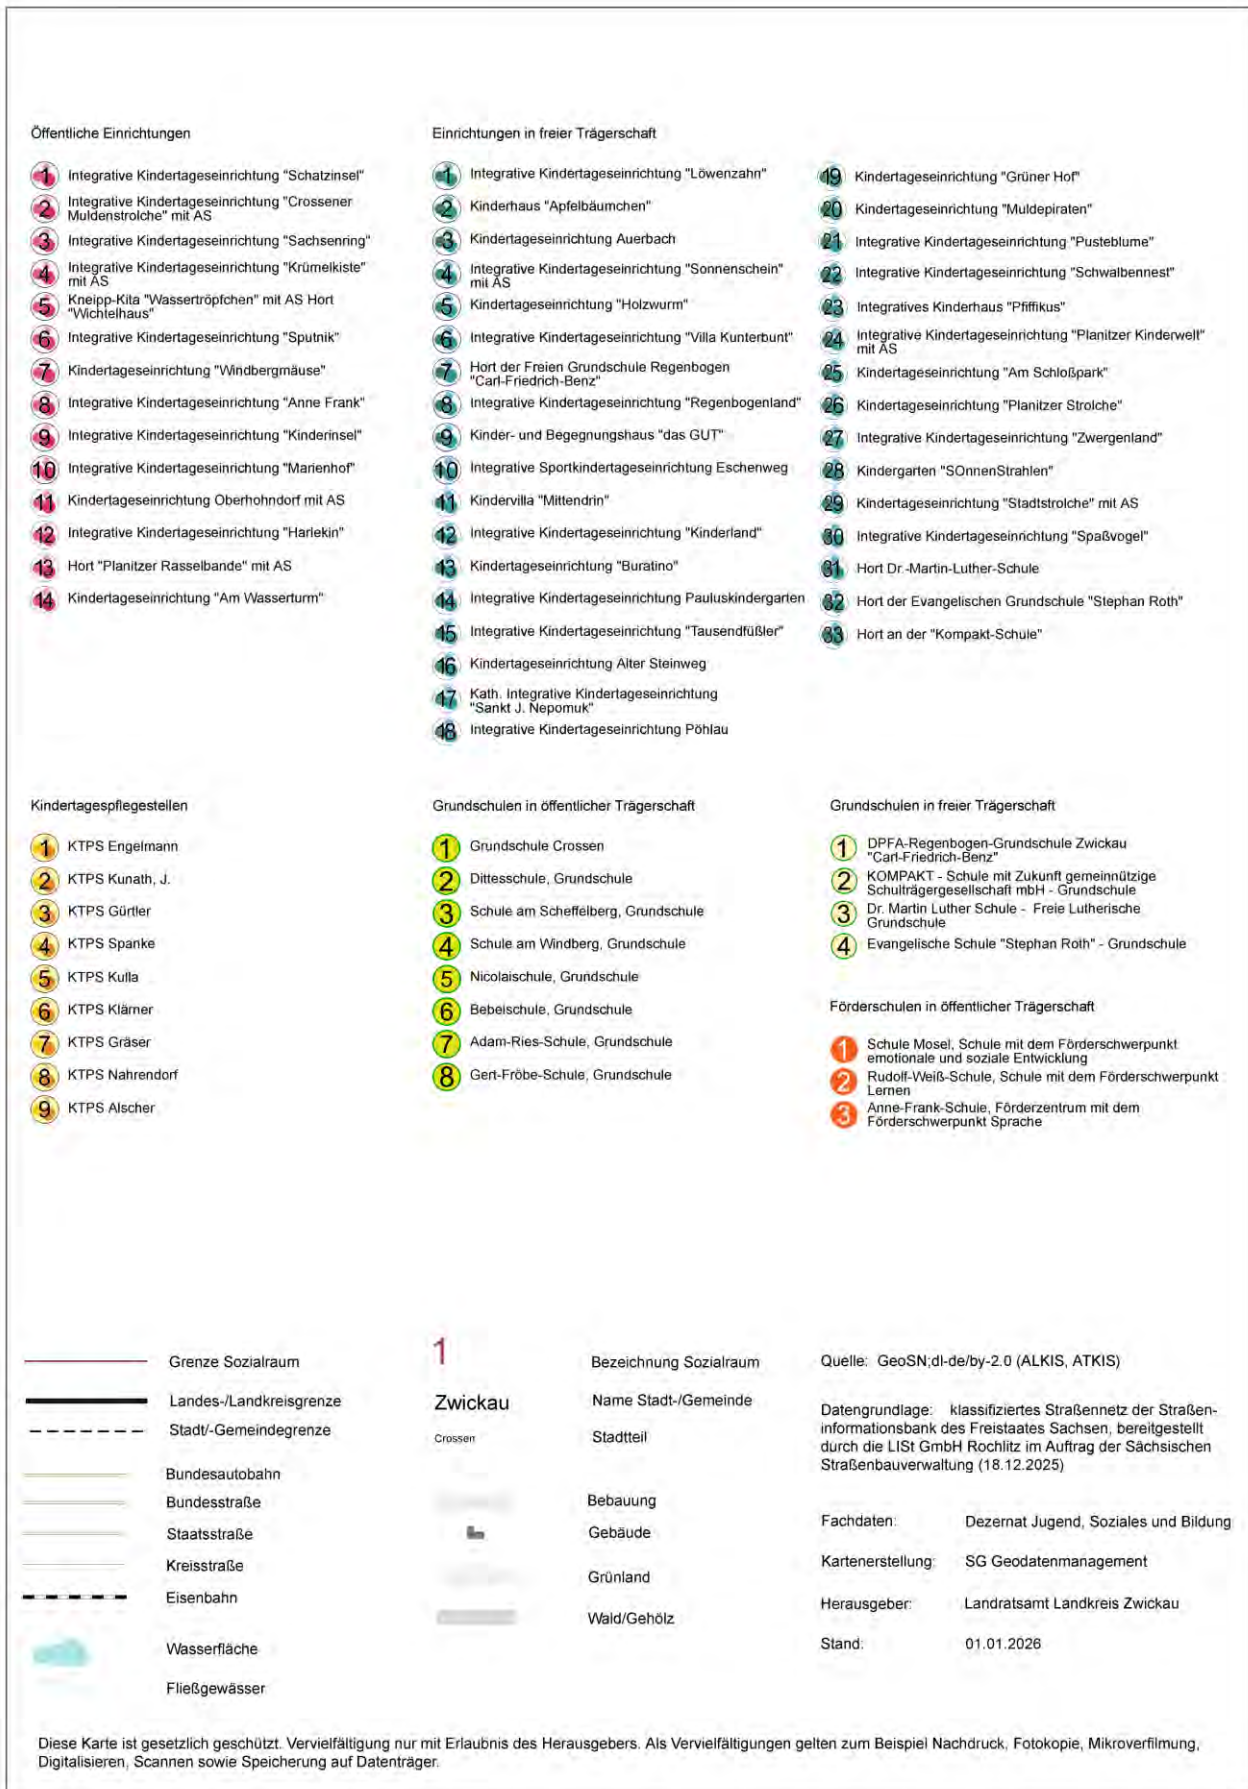 Öffentliche Einrichtungen
1 Integrative Kindertageseinrichtung "Schatzinsel"
2 Integrative Kindertageseinrichtung "Crossener
Muldenstrolche" mit AS
3 Integrative Kindertageseinrichtung "Sachsenring"
4 Integrative Kindertageseinrichtung "Krümelkiste"
mit AS
5 Kneipp-Kita "Wassertröpfchen" mit AS Hort
"Wichtelhaus"
6 Integrative Kindertageseinrichtung "Sputnik"
7 Kindertageseinrichtung "Windbergmäuse"
8 Integrative Kindertageseinrichtung "Anne Frank"
9 Integrative Kindertageseinrichtung "Kinderinsel"
10 Integrative Kindertageseinrichtung "Marienhof"
11 Kindertageseinrichtung Oberhohndorf mit AS
12 Integrative Kindertageseinrichtung "Harlekin"
13 Hort "Planitzer Rasselbande" mit AS
14 Kindertageseinrichtung "Am Wasserturm"
Einrichtungen in freier Trägerschaft
1 Integrative Kindertageseinrichtung "Löwenzahn"
2 Kinderhaus "Apfelbäumchen"
3 Kindertageseinrichtung Auerbach
4 Integrative Kindertageseinrichtung "Sonnenschein"
mit AS
5 Kindertageseinrichtung "Holzwurm"
6 Integrative Kindertageseinrichtung "Villa Kunterbunt"
7 Hort der Freien Grundschule Regenbogen
"Carl-Friedrich-Benz"
8 Integrative Kindertageseinrichtung "Regenbogenland"
9 Kinder- und Begegnungshaus "das GUT"
10 Integrative Sportkindertageseinrichtung Eschenweg
11 Kindervilla "Mittendrin"
12 Integrative Kindertageseinrichtung "Kinderland"
13 Kindertageseinrichtung "Buratino"
14 Integrative Kindertageseinrichtung Pauluskindergarten
15 Integrative Kindertageseinrichtung "Tausendfüßler"
16 Kindertageseinrichtung Alter Steinweg
17 Kath. Integrative Kindertageseinrichtung
"Sankt J. Nepomuk"
18 Integrative Kindertageseinrichtung Pöhlau
19 Kindertageseinrichtung "Grüner Hof"
20 Kindertageseinrichtung "Muldepiraten"
21 Integrative Kindertageseinrichtung "Pusteblume"
22 Integrative Kindertageseinrichtung "Schwalbennest"
23 Integratives Kinderhaus "Pfiffikus"
24 Integrative Kindertageseinrichtung "Planitzer Kinderwelt"
mit AS
25 Kindertageseinrichtung "Am Schloßpark"
26 Kindertageseinrichtung "Planitzer Strolche"
27 Integrative Kindertageseinrichtung "Zwergenland"
28 Kindergarten "SOnnenStrahlen"
29 Kindertageseinrichtung "Stadtstrolche" mit AS
30 Integrative Kindertageseinrichtung "Spaßvogel"
31 Hort Dr.-Martin-Luther-Schule
32 Hort der Evangelischen Grundschule "Stephan Roth"
33 Hort an der "Kompakt-Schule"
Kindertagespflegestellen
1 KTPS Engelmann
2 KTPS Kunath, J.
3 KTPS Gürtler
4 KTPS Spanke
5 KTPS Kulla
6 KTPS Klärner
7 KTPS Gräser
8 KTPS Nahrendorf
9 KTPS Alscher
Grundschulen in öffentlicher Trägerschaft
1 Grundschule Crossen
2 Dittesschule, Grundschule
3 Schule am Scheffelberg, Grundschule
4 Schule am Windberg, Grundschule
5 Nicolaischule, Grundschule
6 Bebelschule, Grundschule
7 Adam-Ries-Schule, Grundschule
8 Gert-Fröbe-Schule, Grundschule
Grundschulen in freier Trägerschaft
1 DPFA-Regenbogen-Grundschule Zwickau
"Carl-Friedrich-Benz"
2 KOMPAKT - Schule mit Zukunft gemeinnützige
Schulträgergesellschaft mbH - Grundschule
3 Dr. Martin Luther Schule - Freie Lutherische
Grundschule
4 Evangelische Schule "Stephan Roth" - Grundschule
Förderschulen in öffentlicher Trägerschaft
1 Schule Mosel, Schule mit dem Förderschwerpunkt
emotionale und soziale Entwicklung
2 Rudolf-Weiß-Schule, Schule mit dem Förderschwerpunkt
Lernen
3 Anne-Frank-Schule, Förderzentrum mit dem
Förderschwerpunkt Sprache
Grenze Sozialraum
Landes-/Landkreisgrenze
Stadt/-Gemeindegrenze
Bundesautobahn
Bundesstraße
Staatsstraße
Kreisstraße
Eisenbahn
Wasserfläche
Fließgewässer
1 Bezeichnung Sozialraum
Zwickau Name Stadt-/Gemeinde
Crossen Stadtteil
Bebauung
Gebäude
Grünland
Wald/Gehölz
Quelle: GeoSN;dl-de/by-2.0 (ALKIS, ATKIS)
Datengrundlage: klassifiziertes Straßennetz der Straßen-
informationsbank des Freistaates Sachsen, bereitgestellt
durch die LISt GmbH Rochlitz im Auftrag der Sächsischen
Straßenbauverwaltung (18.12.2025)
Fachdaten: Dezernat Jugend, Soziales und Bildung
Kartenerstellung: SG Geodatenmanagement
Herausgeber: Landratsamt Landkreis Zwickau
Stand: 01.01.2026
Diese Karte ist gesetzlich geschützt. Vervielfältigung nur mit Erlaubnis des Herausgebers. Als Vervielfältigungen gelten zum Beispiel Nachdruck, Fotokopie, Mikroverfilmung,
Digitalisieren, Scannen sowie Speicherung auf Datenträger.